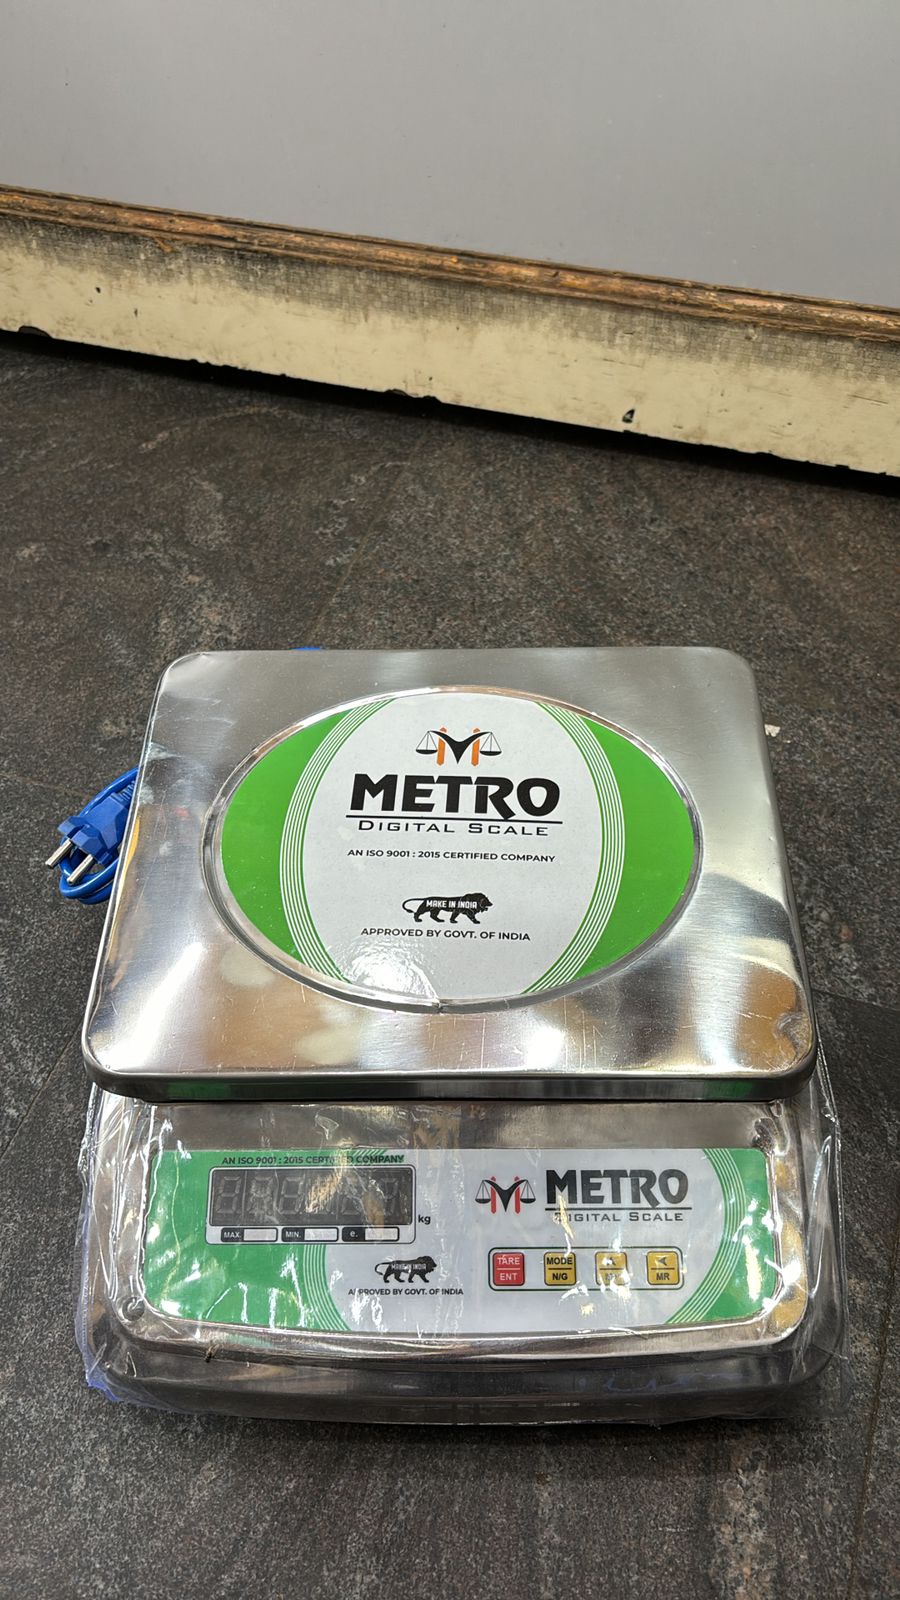 METRO
DIGITAL SCALE
AN ISO 9001 : 2015 CERTIFIED COMPANY
MAKE IN INDIA
APPROVED BY GOVT. OF INDIA
AN ISO 9001 : 2015 CERTIFIED COMPANY
kg
MAX.
MIN.
e.
METRO
DIGITAL SCALE
MAKE IN INDIA
APPROVED BY GOVT. OF INDIA
TARE
ENT
MODE
N/G
MR